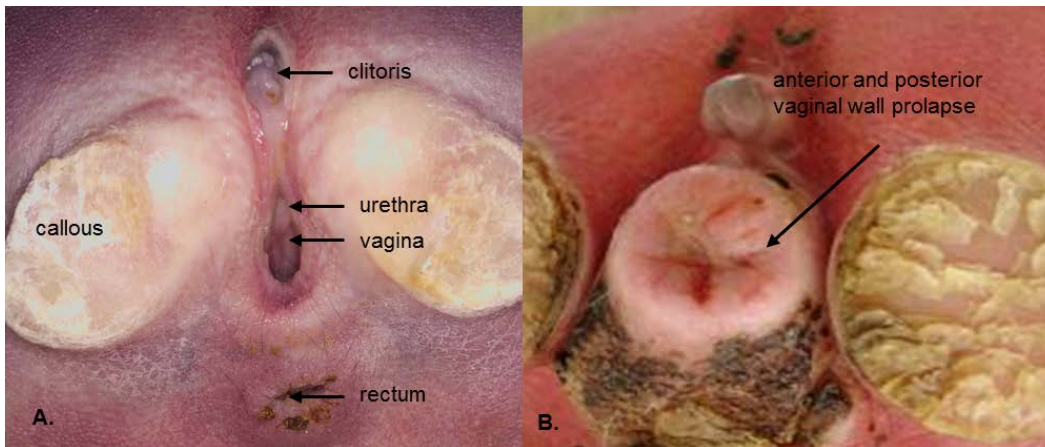 clitoris
urethra
callous
vagina
rectum
A.
anterior and posterior
vaginal wall prolapse
B.